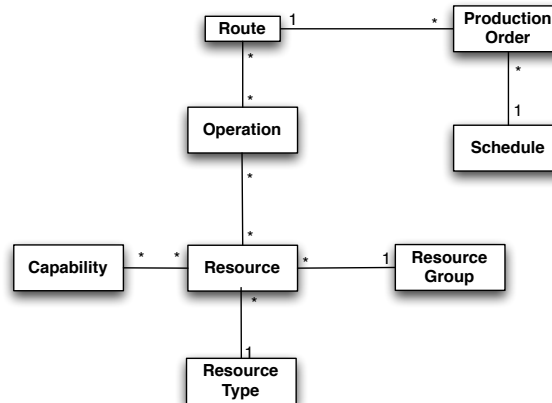 Route
1
*
Production
Order
*
*
*
1
Operation
Schedule
*
*
Capability
*
*
Resource
*
1
Resource
Group
*
1
Resource
Type